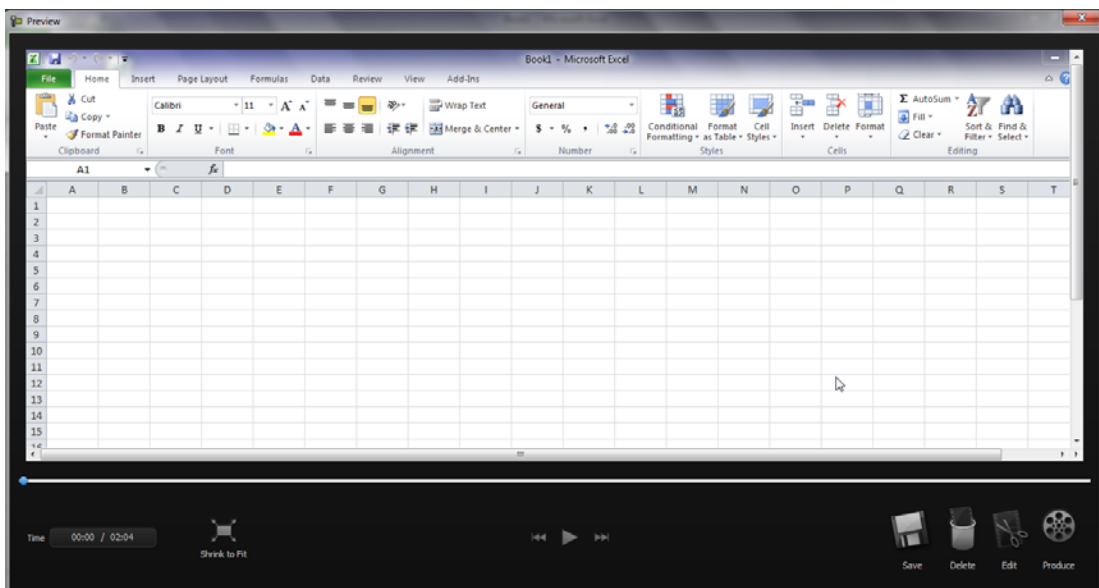 Preview
Book1 - Microsoft Excel
File Home Insert Page Layout Formulas Data Review View Add-Ins
Paste
Cut
Copy
Format Painter
Clipboard
Calibri 11
B I U
Font
Wrap Text
Merge & Center
Alignment
General
$ % ,
Number
Conditional Formatting
Format as Table
Cell Styles
Styles
Insert Delete Format
Cells
Σ AutoSum
Fill
Clear
Sort & Filter
Find & Select
Editing
A1 fx
A B C D E F G H I J K L M N O P Q R S T
1
2
3
4
5
6
7
8
9
10
11
12
13
14
15
Time 00:00 / 02:04
Shrink to Fit
Save Delete Edit Produce